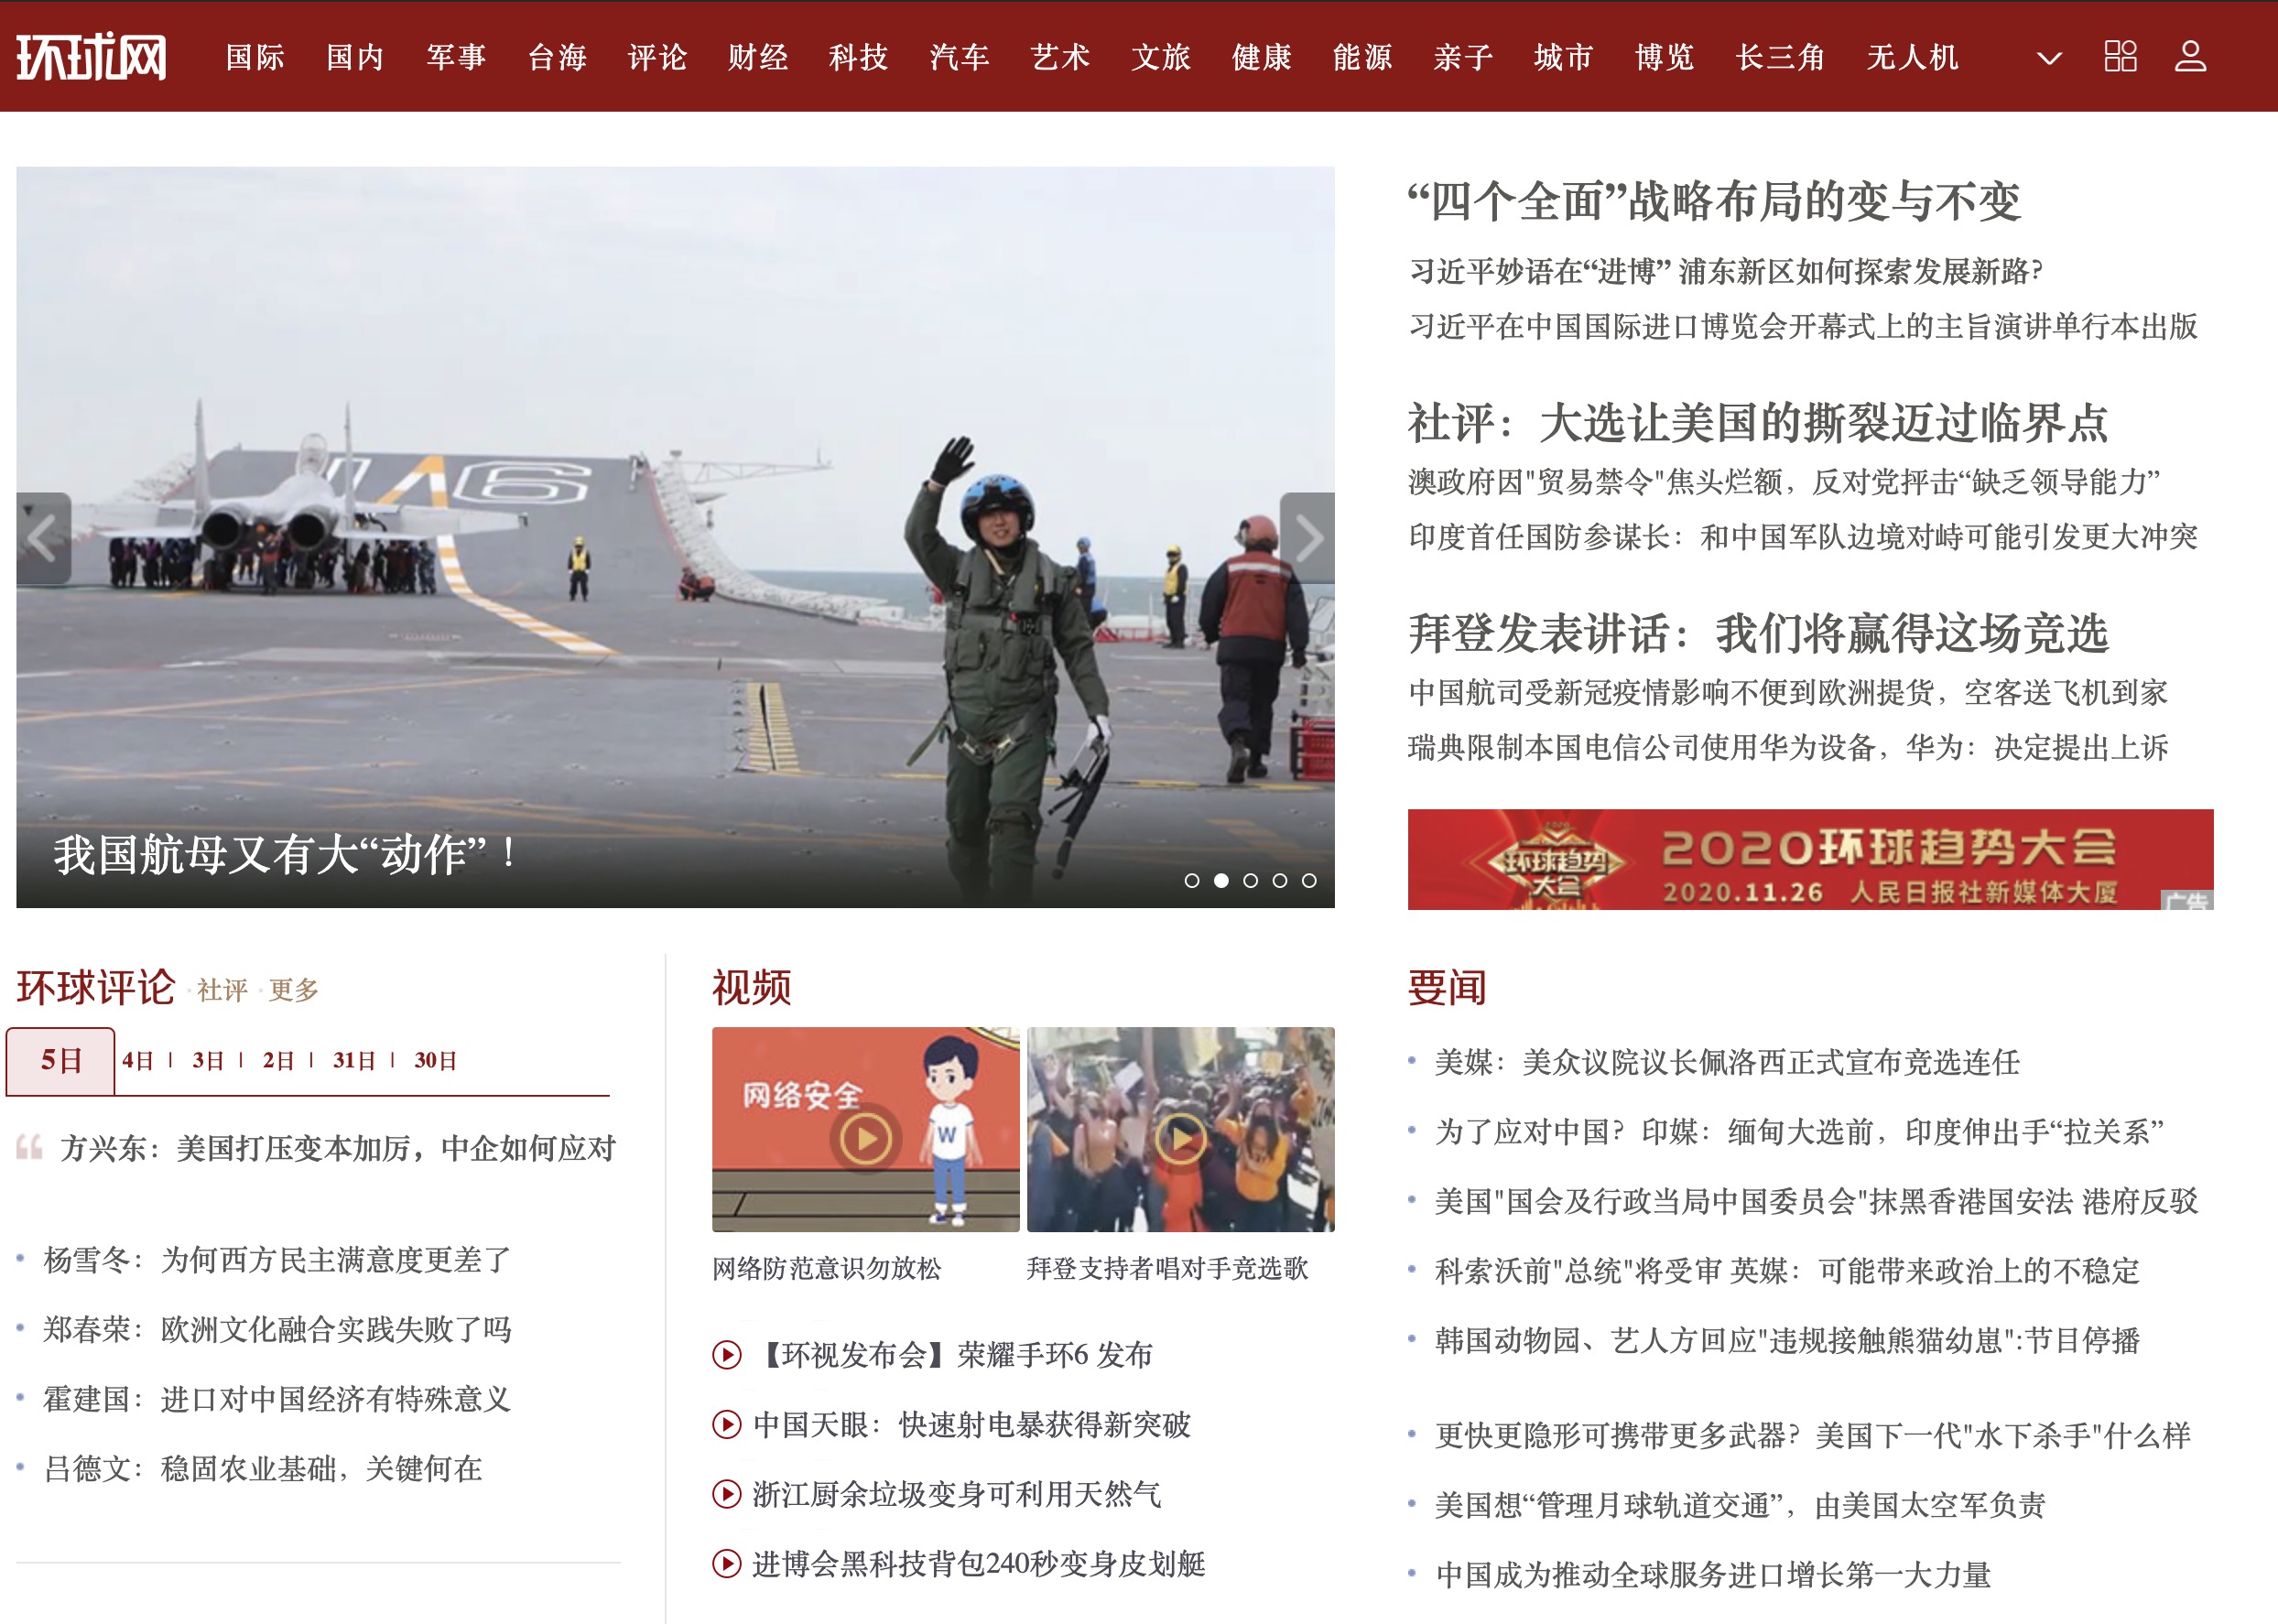 环球网
国际 国内 军事 台海 评论 财经 科技 汽车 艺术 文旅 健康 能源 亲子 城市 博览 长三角 无人机
我国航母又有大“动作”！
“四个全面”战略布局的变与不变
习近平妙语在“进博” 浦东新区如何探索发展新路？
习近平在中国国际进口博览会开幕式上的主旨演讲单行本出版
社评：大选让美国的撕裂迈过临界点
澳政府因"贸易禁令"焦头烂额，反对党抨击“缺乏领导能力”
印度首任国防参谋长：和中国军队边境对峙可能引发更大冲突
拜登发表讲话：我们将赢得这场竞选
中国航司受新冠疫情影响不便到欧洲提货，空客送飞机到家
瑞典限制本国电信公司使用华为设备，华为：决定提出上诉
2020
环球趋势
大会
2020环球趋势大会
2020.11.26 人民日报社新媒体大厦
广告
环球评论 · 社评 · 更多
5日 4日 | 3日 | 2日 | 31日 | 30日
方兴东：美国打压变本加厉，中企如何应对
杨雪冬：为何西方民主满意度更差了
郑春荣：欧洲文化融合实践失败了吗
霍建国：进口对中国经济有特殊意义
吕德文：稳固农业基础，关键何在
视频
网络安全
W
网络防范意识勿放松
拜登支持者唱对手竞选歌
【环视发布会】荣耀手环6 发布
中国天眼：快速射电暴获得新突破
浙江厨余垃圾变身可利用天然气
进博会黑科技背包240秒变身皮划艇
要闻
美媒：美众议院议长佩洛西正式宣布竞选连任
为了应对中国？印媒：缅甸大选前，印度伸出手“拉关系”
美国"国会及行政当局中国委员会"抹黑香港国安法 港府反驳
科索沃前"总统"将受审 英媒：可能带来政治上的不稳定
韩国动物园、艺人方回应"违规接触熊猫幼崽":节目停播
更快更隐形可携带更多武器？美国下一代"水下杀手"什么样
美国想“管理月球轨道交通”，由美国太空军负责
中国成为推动全球服务进口增长第一大力量